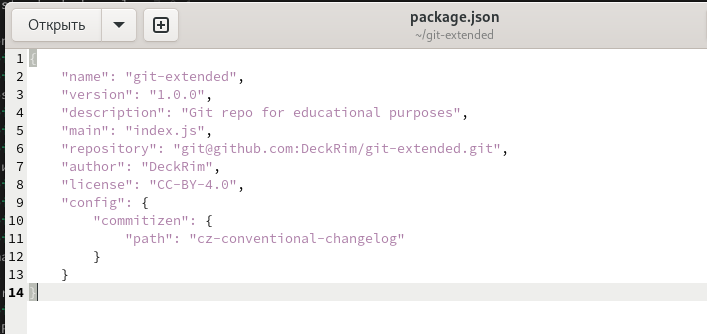 Открыть
package.json
~/git-extended
1 {
2 "name": "git-extended",
3 "version": "1.0.0",
4 "description": "Git repo for educational purposes",
5 "main": "index.js",
6 "repository": "git@github.com:DeckRim/git-extended.git",
7 "author": "DeckRim",
8 "license": "CC-BY-4.0",
9 "config": {
10 "commitizen": {
11 "path": "cz-conventional-changelog"
12 }
13 }
14 }